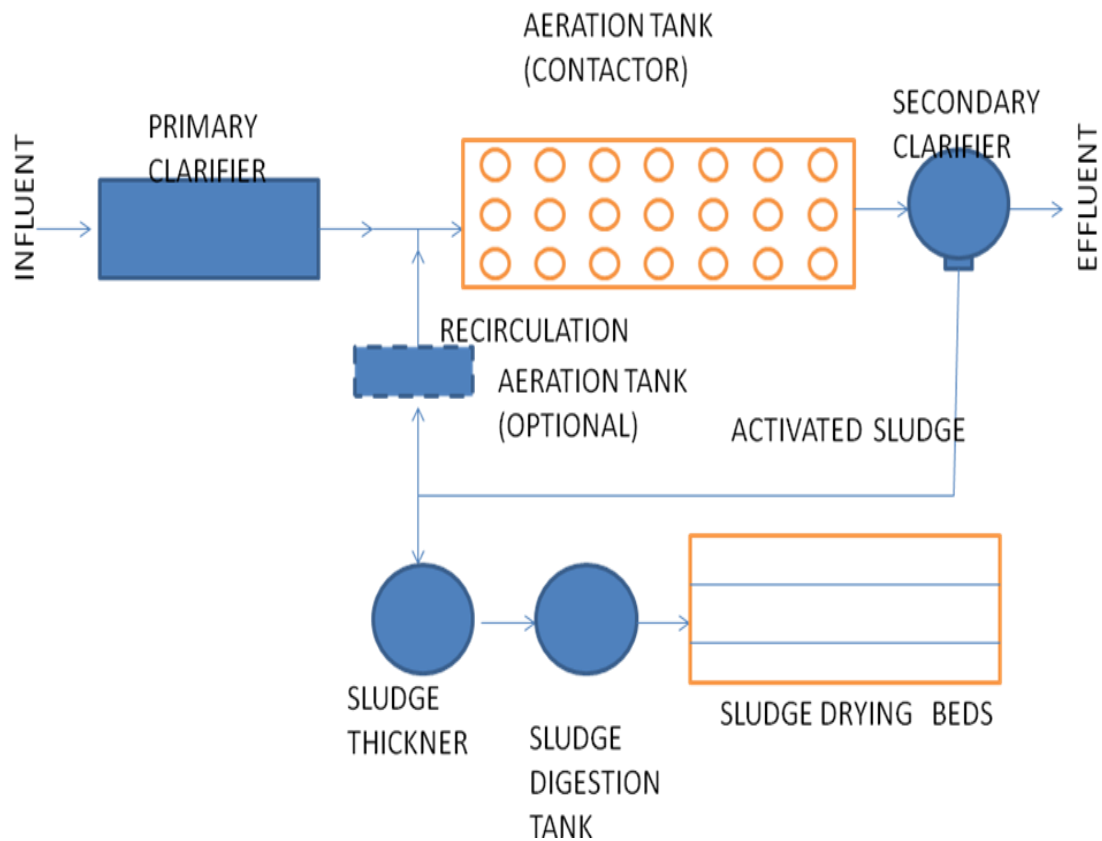 AERATION TANK
(CONTACTOR)
SECONDARY
CLARIFIER
PRIMARY
CLARIFIER
INFLUENT
EFFLUENT
RECIRCULATION
AERATION TANK
(OPTIONAL)
ACTIVATED SLUDGE
SLUDGE
THICKNER
SLUDGE
DIGESTION
TANK
SLUDGE DRYING BEDS